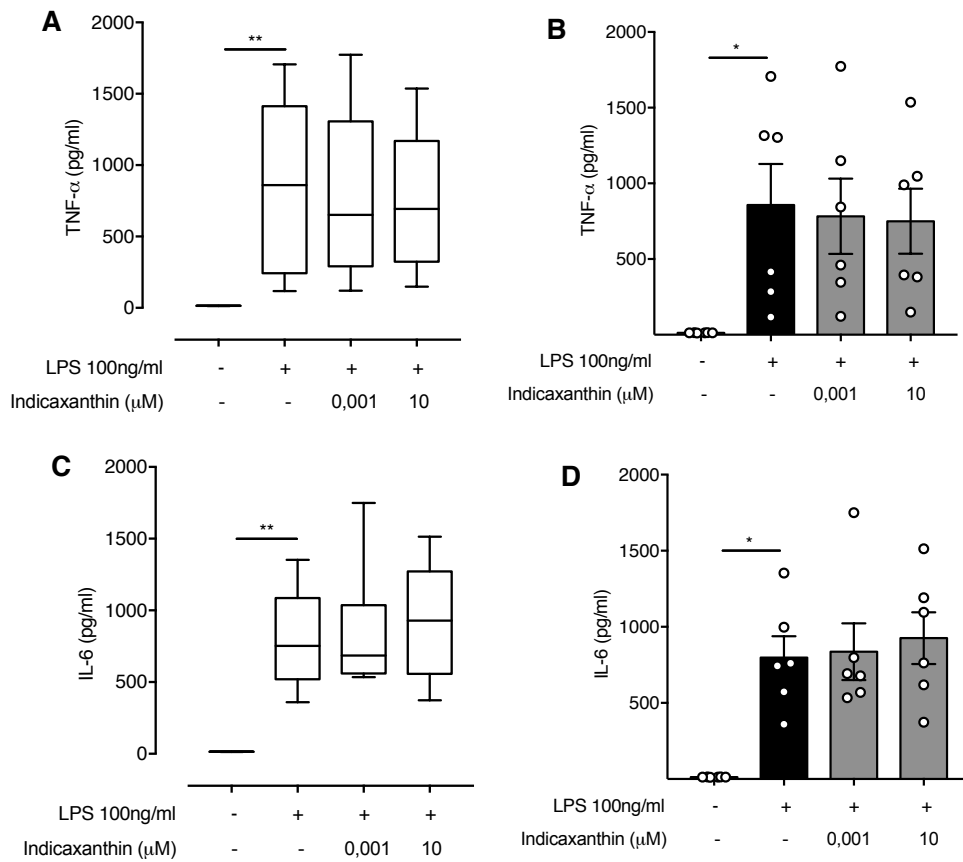 A
TNF-α (pg/ml)
2000
1500
1000
500
0
**
LPS 100ng/ml - + + +
Indicaxanthin (μM) - - 0,001 10
B
TNF-α (pg/ml)
2000
1500
1000
500
*
LPS 100ng/ml - + + +
Indicaxanthin (μM) - - 0,001 10
C
IL-6 (pg/ml)
2000
1500
1000
500
0
**
LPS 100ng/ml - + + +
Indicaxanthin (μM) - - 0,001 10
D
IL-6 (pg/ml)
2000
1500
1000
500
*
LPS 100ng/ml - + + +
Indicaxanthin (μM) - - 0,001 10